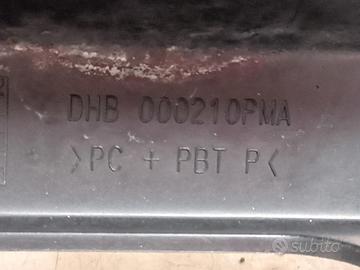 DHB 000210PMA
>PC + PBT P<
subito